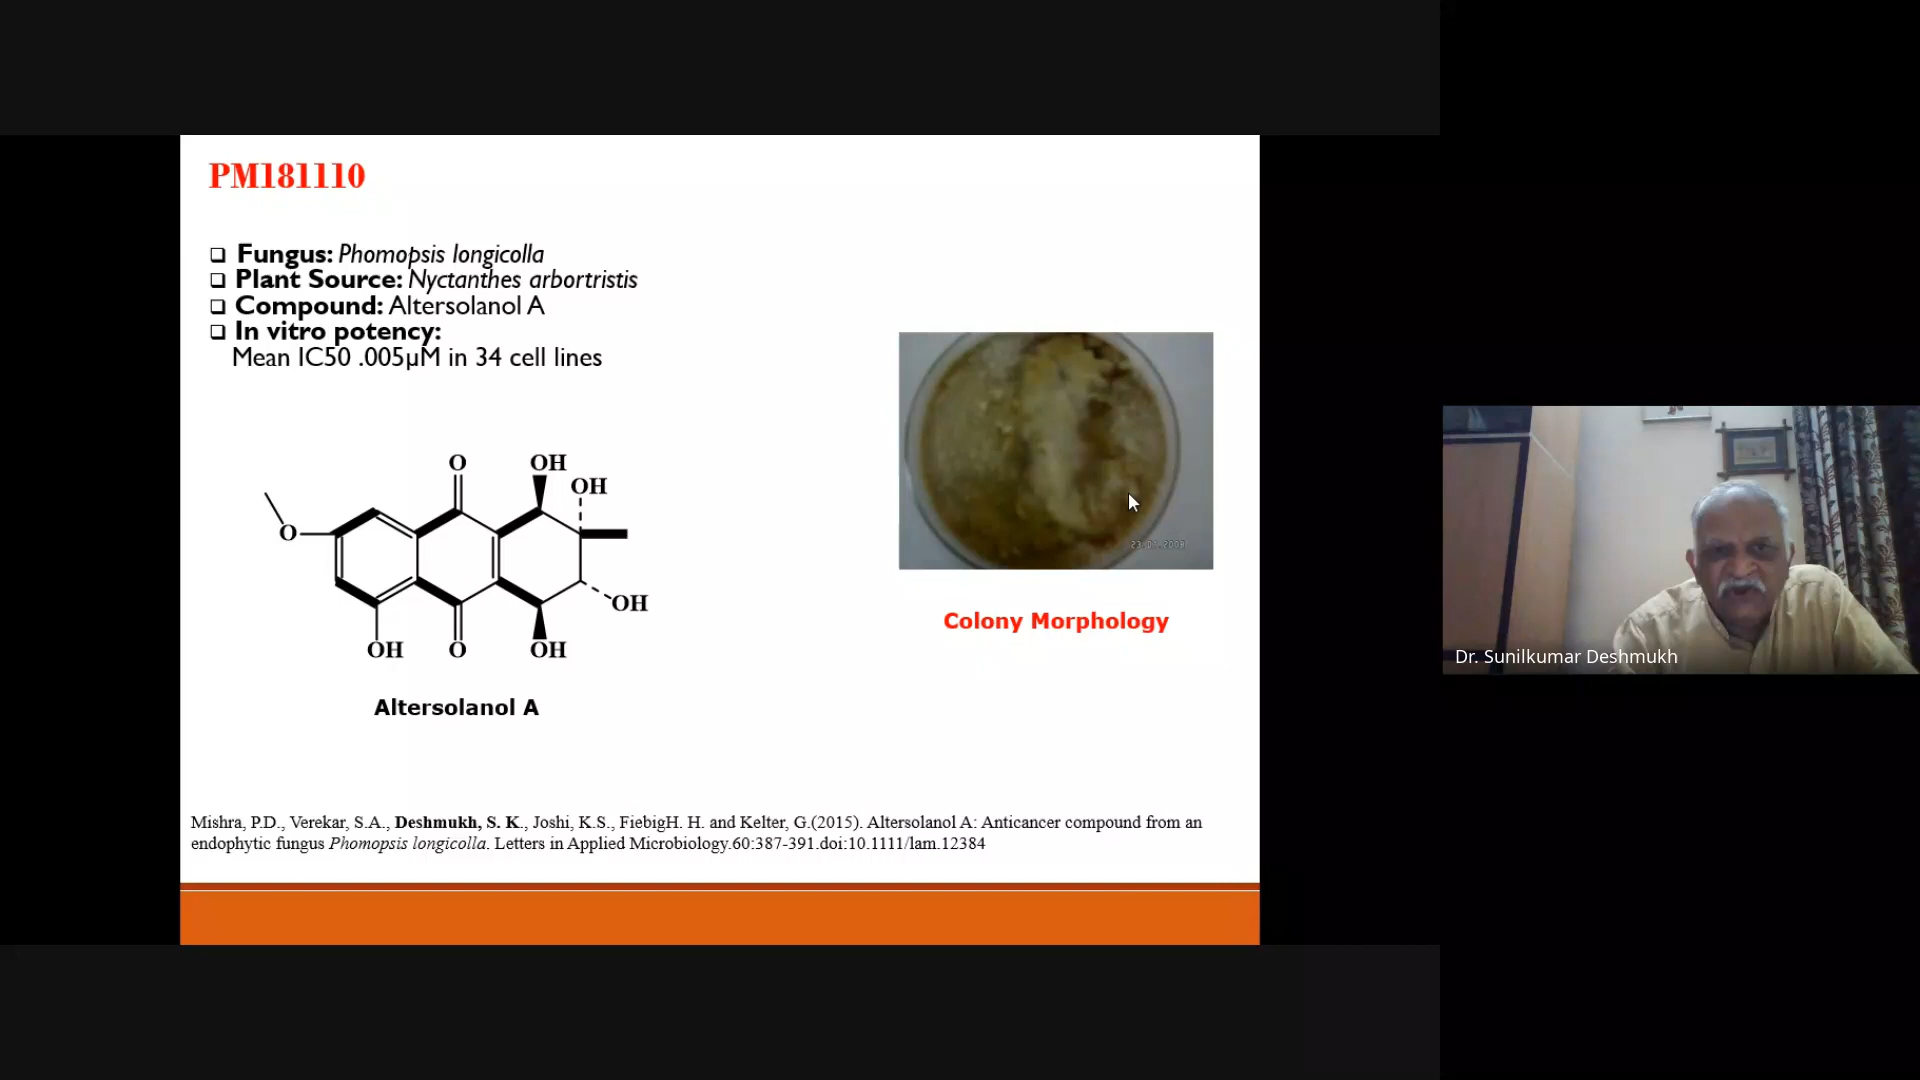 PM181110
Fungus: Phomopsis longicolla
Plant Source: Nyctanthes arbortristis
Compound: Altersolanol A
In vitro potency:
Mean IC50 .005µM in 34 cell lines
O
OH
OH
O
OH
OH
O
OH
Altersolanol A
Colony Morphology
Dr. Sunilkumar Deshmukh
Mishra, P.D., Verekar, S.A., Deshmukh, S. K., Joshi, K.S., FiebigH. H. and Kelter, G.(2015). Altersolanol A: Anticancer compound from an
endophytic fungus Phomopsis longicolla. Letters in Applied Microbiology.60:387-391.doi:10.1111/lam.12384